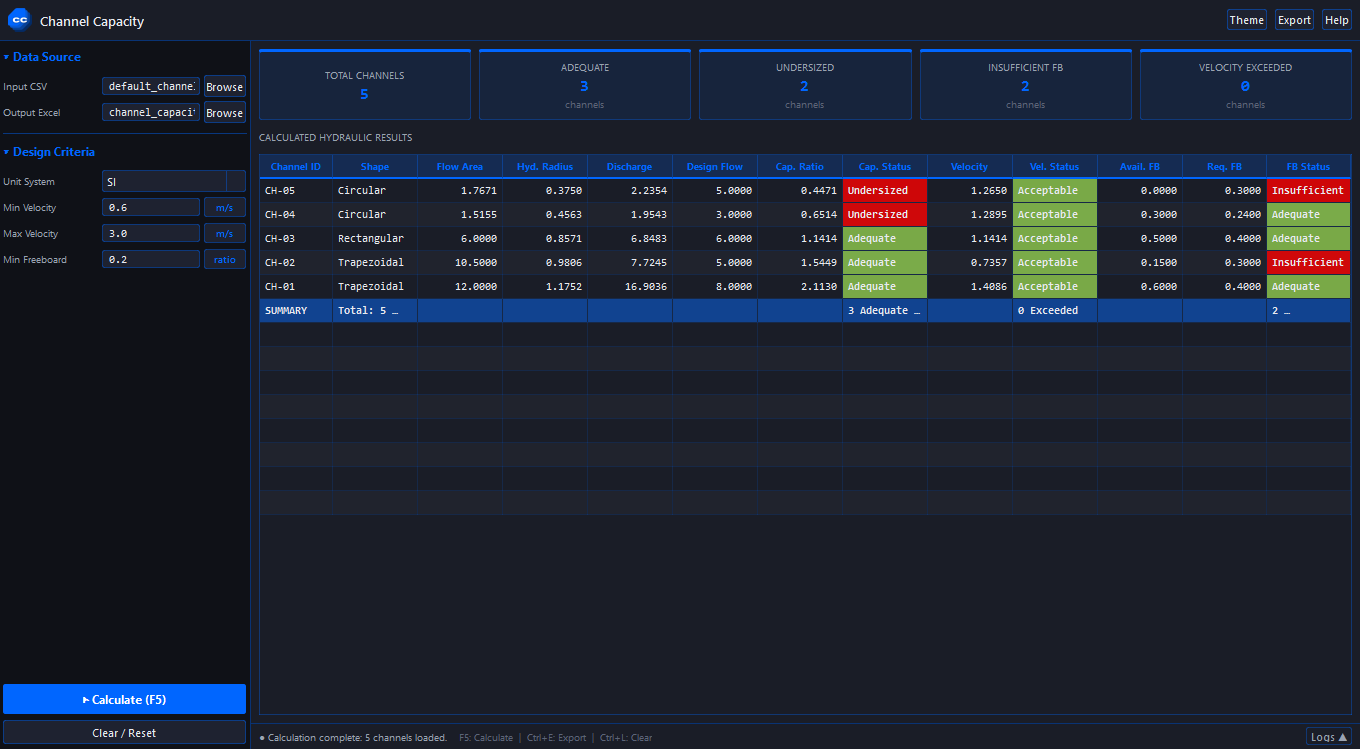 CC Channel Capacity Theme Export Help
▾ Data Source
Input CSV default_channel Browse
Output Excel channel_capaci Browse
▾ Design Criteria
Unit System SI
Min Velocity 0.6 m/s
Max Velocity 3.0 m/s
Min Freeboard 0.2 ratio
Calculate (F5)
Clear / Reset
TOTAL CHANNELS
5
ADEQUATE
3
channels
UNDERSIZED
2
channels
INSUFFICIENT FB
2
channels
VELOCITY EXCEEDED
0
channels
CALCULATED HYDRAULIC RESULTS
Channel ID Shape Flow Area Hyd. Radius Discharge Design Flow Cap. Ratio Cap. Status Velocity Vel. Status Avail. FB Req. FB FB Status
CH-05 Circular 1.7671 0.3750 2.2354 5.0000 0.4471 Undersized 1.2650 Acceptable 0.0000 0.3000 Insufficient
CH-04 Circular 1.5155 0.4563 1.9543 3.0000 0.6514 Undersized 1.2895 Acceptable 0.3000 0.2400 Adequate
CH-03 Rectangular 6.0000 0.8571 6.8483 6.0000 1.1414 Adequate 1.1414 Acceptable 0.5000 0.4000 Adequate
CH-02 Trapezoidal 10.5000 0.9806 7.7245 5.0000 1.5449 Adequate 0.7357 Acceptable 0.1500 0.3000 Insufficient
CH-01 Trapezoidal 12.0000 1.1752 16.9036 8.0000 2.1130 Adequate 1.4086 Acceptable 0.6000 0.4000 Adequate
SUMMARY Total: 5 … 3 Adequate … 0 Exceeded 2 …
● Calculation complete: 5 channels loaded. F5: Calculate | Ctrl+E: Export | Ctrl+L: Clear Logs ▲